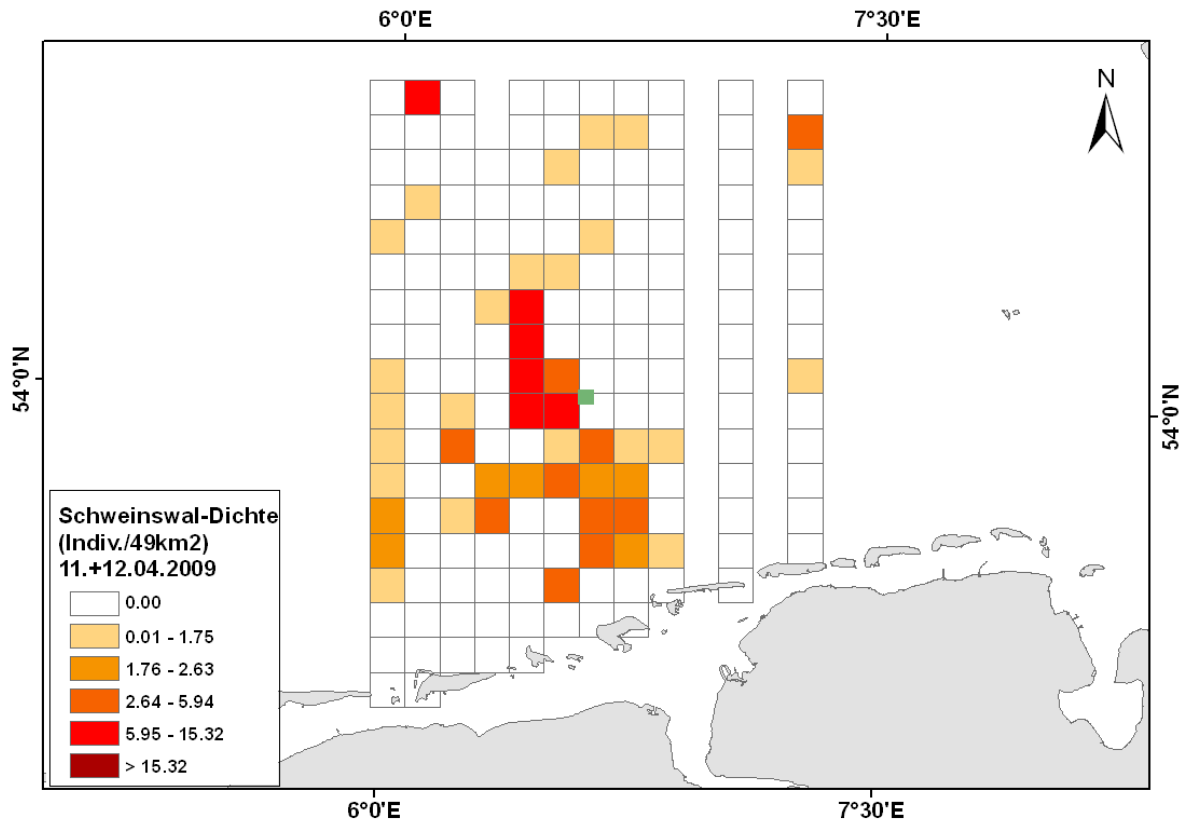 6°0'E
7°30'E
N
54°0'N
54°0'N
Schweinswal-Dichte
(Indiv./49km2)
11.+12.04.2009
0.00
0.01 - 1.75
1.76 - 2.63
2.64 - 5.94
5.95 - 15.32
> 15.32
6°0'E
7°30'E